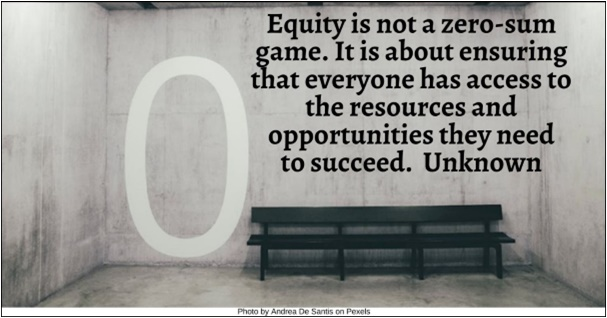 Equity is not a zero-sum
game. It is about ensuring
that everyone has access to
the resources and
opportunities they need
to succeed.  Unknown
0
Photo by Andrea De Santis on Pexels